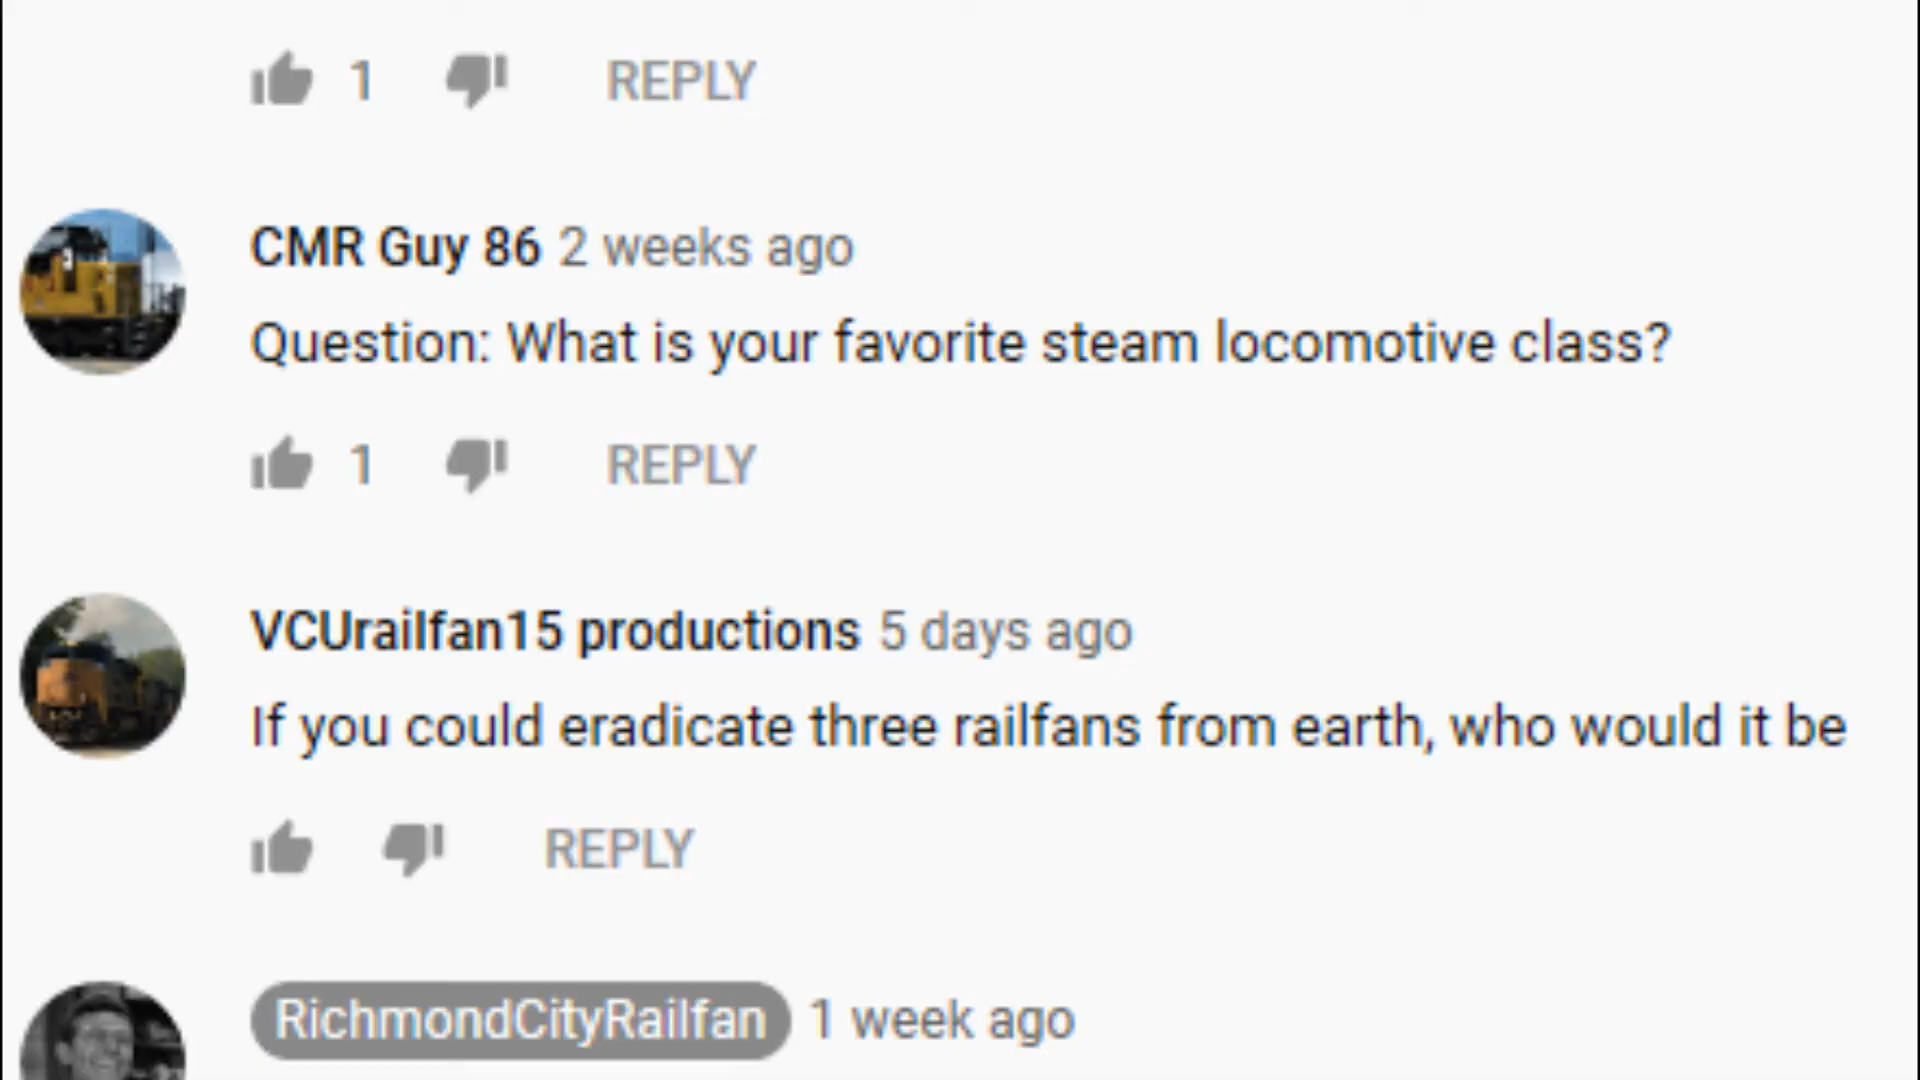 1 REPLY
CMR Guy 86 2 weeks ago
Question: What is your favorite steam locomotive class?
1 REPLY
VCUrailfan15 productions 5 days ago
If you could eradicate three railfans from earth, who would it be
REPLY
RichmondCityRailfan 1 week ago